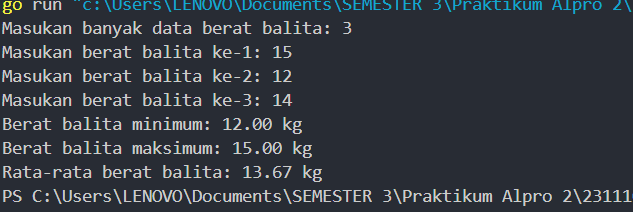 go run "c:\Users\LENOVO\Documents\SEMESTER 3\Praktikum Alpro 2\
Masukan banyak data berat balita: 3
Masukan berat balita ke-1: 15
Masukan berat balita ke-2: 12
Masukan berat balita ke-3: 14
Berat balita minimum: 12.00 kg
Berat balita maksimum: 15.00 kg
Rata-rata berat balita: 13.67 kg
PS C:\Users\LENOVO\Documents\SEMESTER 3\Praktikum Alpro 2\23111